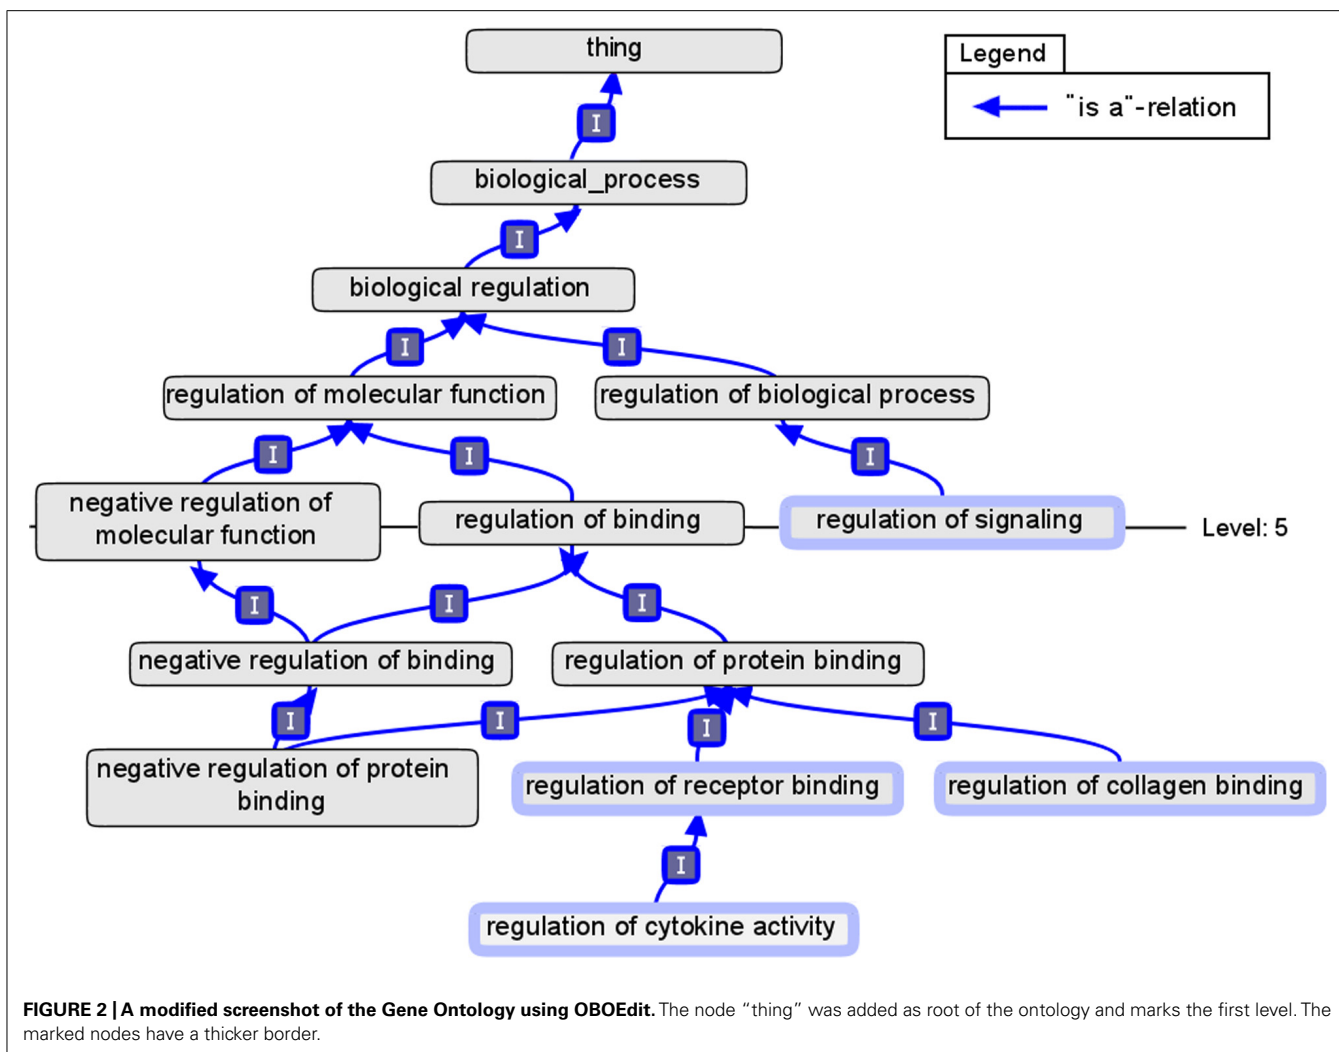 thing
Legend
"is a"-relation
I
biological_process
I
biological regulation
I
I
regulation of molecular function
regulation of biological process
I
I
I
negative regulation of
molecular function
regulation of binding
regulation of signaling
Level: 5
I
I
I
negative regulation of binding
regulation of protein binding
I
I
I
I
negative regulation of protein
binding
regulation of receptor binding
regulation of collagen binding
I
regulation of cytokine activity
FIGURE 2 | A modified screenshot of the Gene Ontology using OBOEdit. The node “thing” was added as root of the ontology and marks the first level. The
marked nodes have a thicker border.